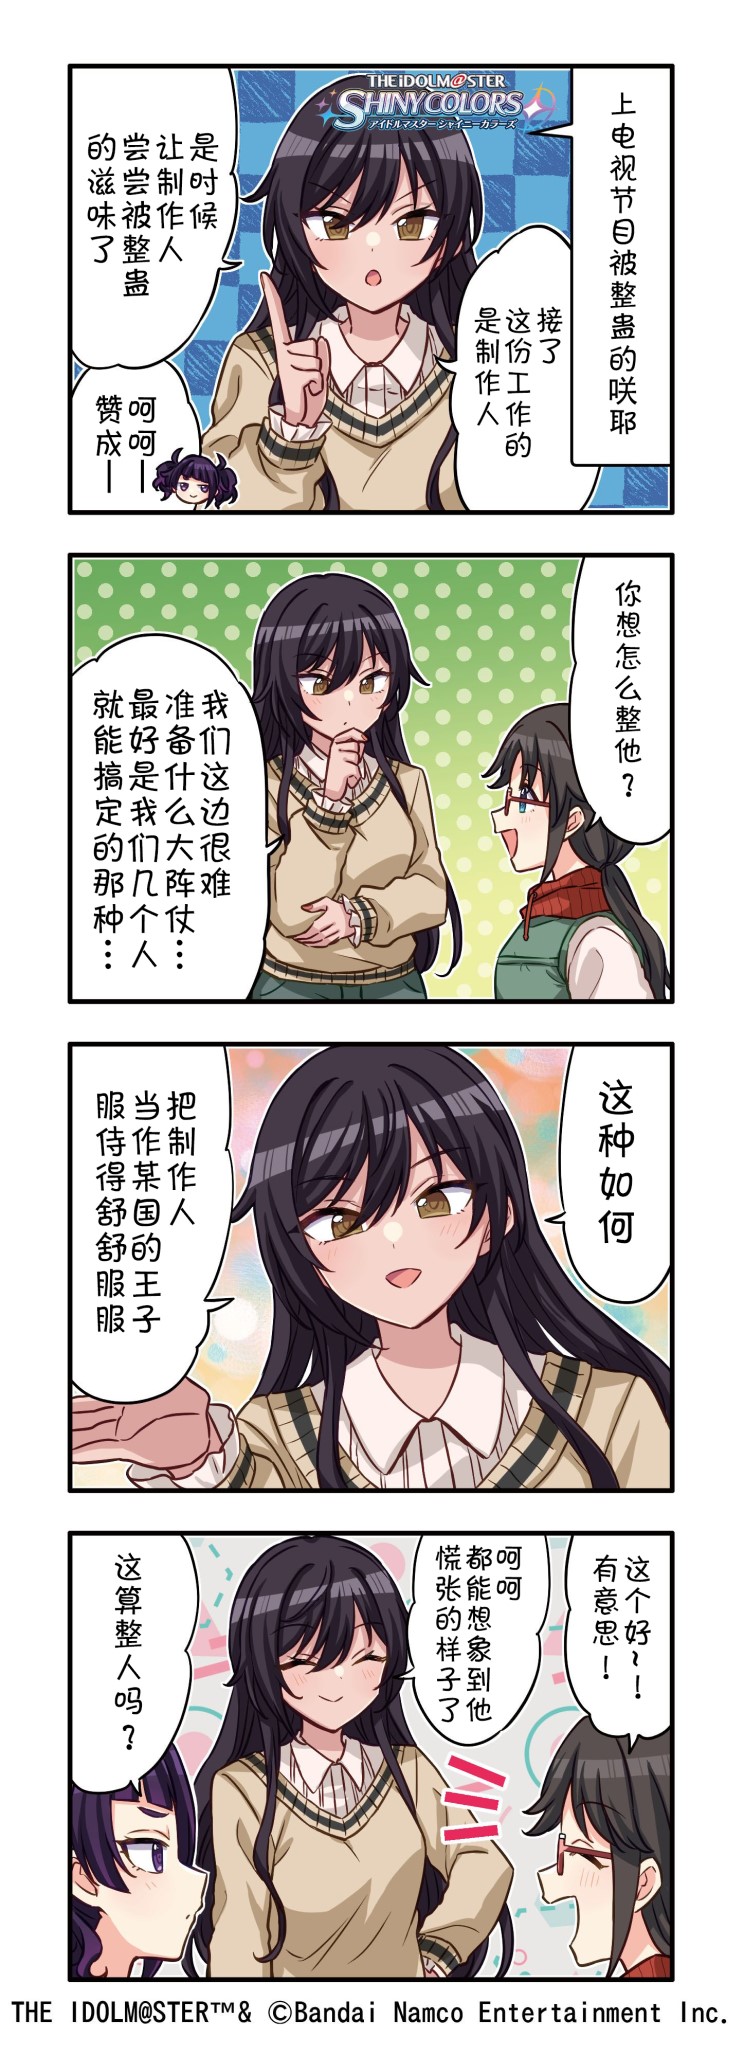 THE IDOLM@STER
SHINYCOLORS
アイドルマスター シャイニーカラーズ
上电视节目被整蛊的咲耶
接了
这份工作的
是制作人
是时候
让制作人
尝尝被整蛊
的滋味了
呵呵—
赞成—
你想怎么整他？
我们这边很难
准备什么大阵仗…
最好是我们几个人
就能搞定的那种…
这种如何
把制作人
当作某国的王子
服侍得舒舒服服
这个好~！
有意思！
呵呵
都能想象到他
慌张的样子了
这算整人吗？
THE IDOLM@STER™& ©Bandai Namco Entertainment Inc.